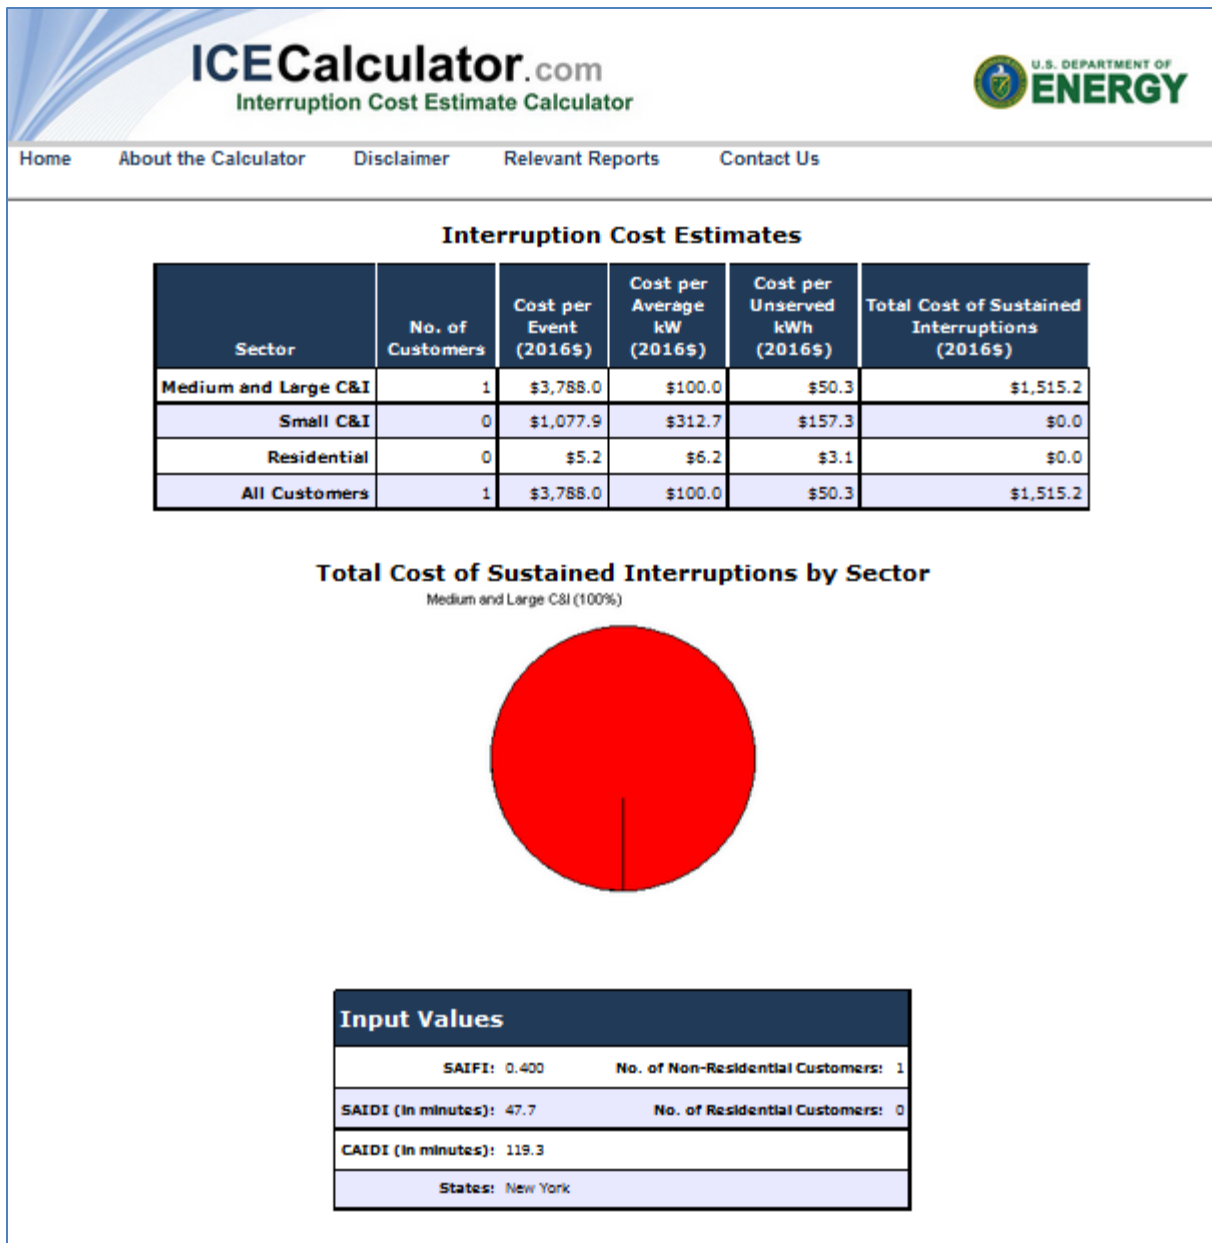 ICECalculator.com
Interruption Cost Estimate Calculator
U.S. DEPARTMENT OF
ENERGY
Home About the Calculator Disclaimer Relevant Reports Contact Us
Interruption Cost Estimates
Sector No. of Customers Cost per Event (2016$) Cost per Average kW (2016$) Cost per Unserved kWh (2016$) Total Cost of Sustained Interruptions (2016$)
Medium and Large C&I 1 $3,788.0 $100.0 $50.3 $1,515.2
Small C&I 0 $1,077.9 $312.7 $157.3 $0.0
Residential 0 $5.2 $6.2 $3.1 $0.0
All Customers 1 $3,788.0 $100.0 $50.3 $1,515.2
Total Cost of Sustained Interruptions by Sector
Medium and Large C&I (100%)
Input Values
SAIFI: 0.400 No. of Non-Residential Customers: 1
SAIDI (in minutes): 47.7 No. of Residential Customers: 0
CAIDI (in minutes): 119.3
States: New York